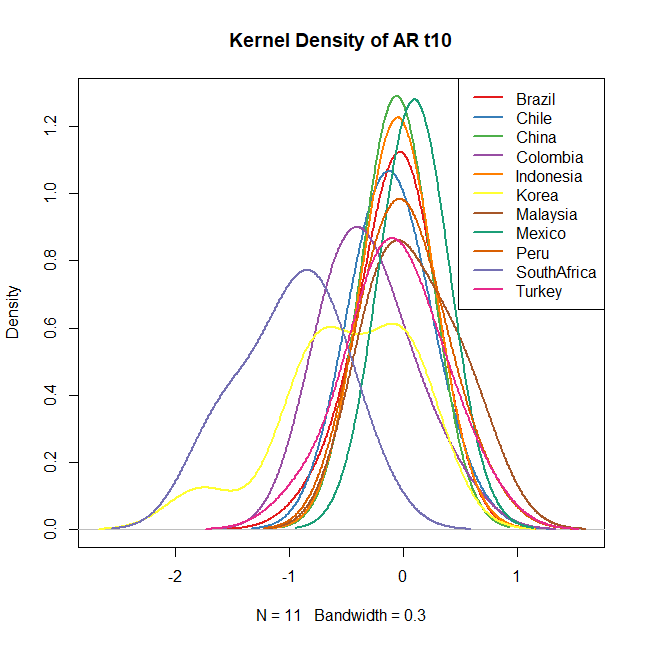 Kernel Density of AR t10
Brazil
Chile
China
Colombia
Indonesia
Korea
Malaysia
Mexico
Peru
SouthAfrica
Turkey
Density
1.2
1.0
0.8
0.6
0.4
0.2
0.0
-2 -1 0 1
N = 11 Bandwidth = 0.3